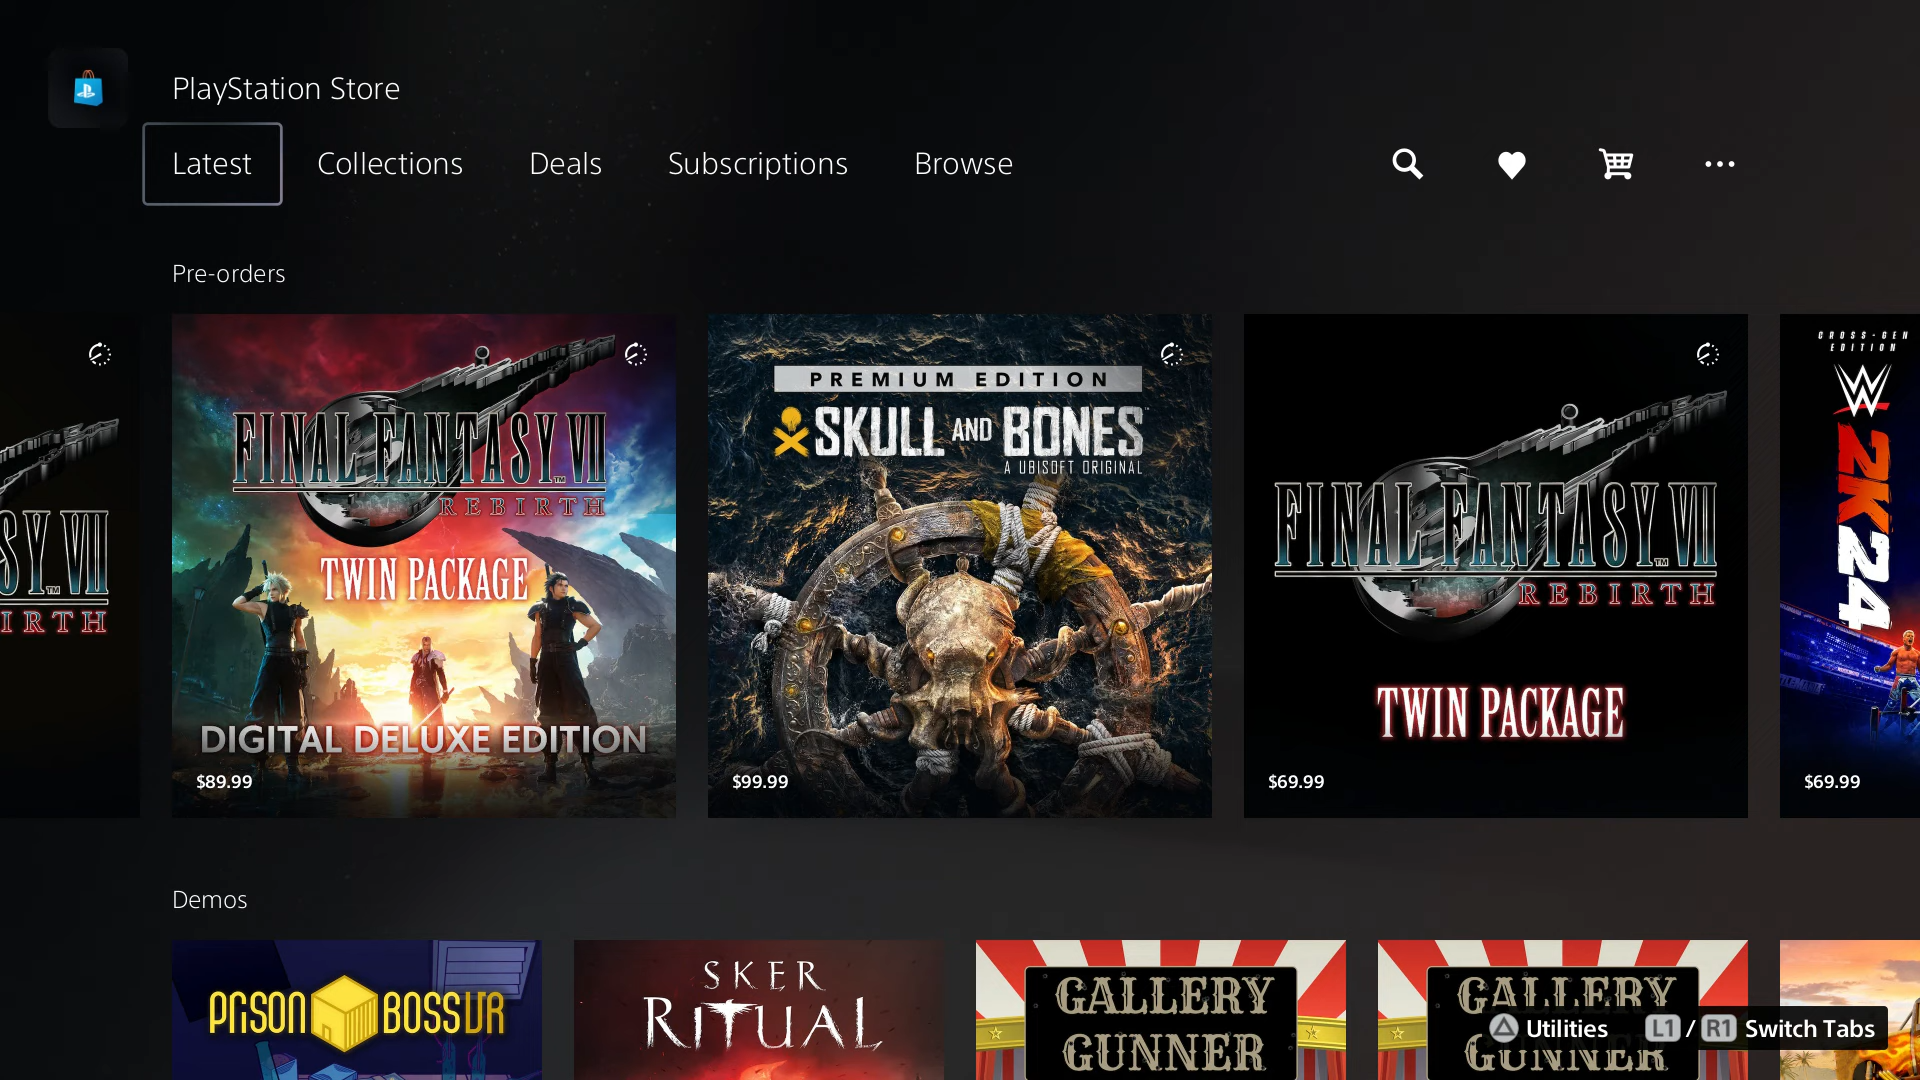 PlayStation Store
Latest
Collections
Deals
Subscriptions
Browse
Pre-orders
SY VII
IRTH
FINAL FANTASY VII
REBIRTH
TWIN PACKAGE
DIGITAL DELUXE EDITION
$89.99
PREMIUM EDITION
SKULL AND BONES
A UBISOFT ORIGINAL
$99.99
FINAL FANTASY VII
REBIRTH
TWIN PACKAGE
$69.99
CROSS-GEN
EDITION
W
2K24
$69.99
Demos
PRISON BOSS VR
SKER
RITUAL
GALLERY
GUNNER
GALLERY
GUNNER
Utilities
L1 / R1 Switch Tabs